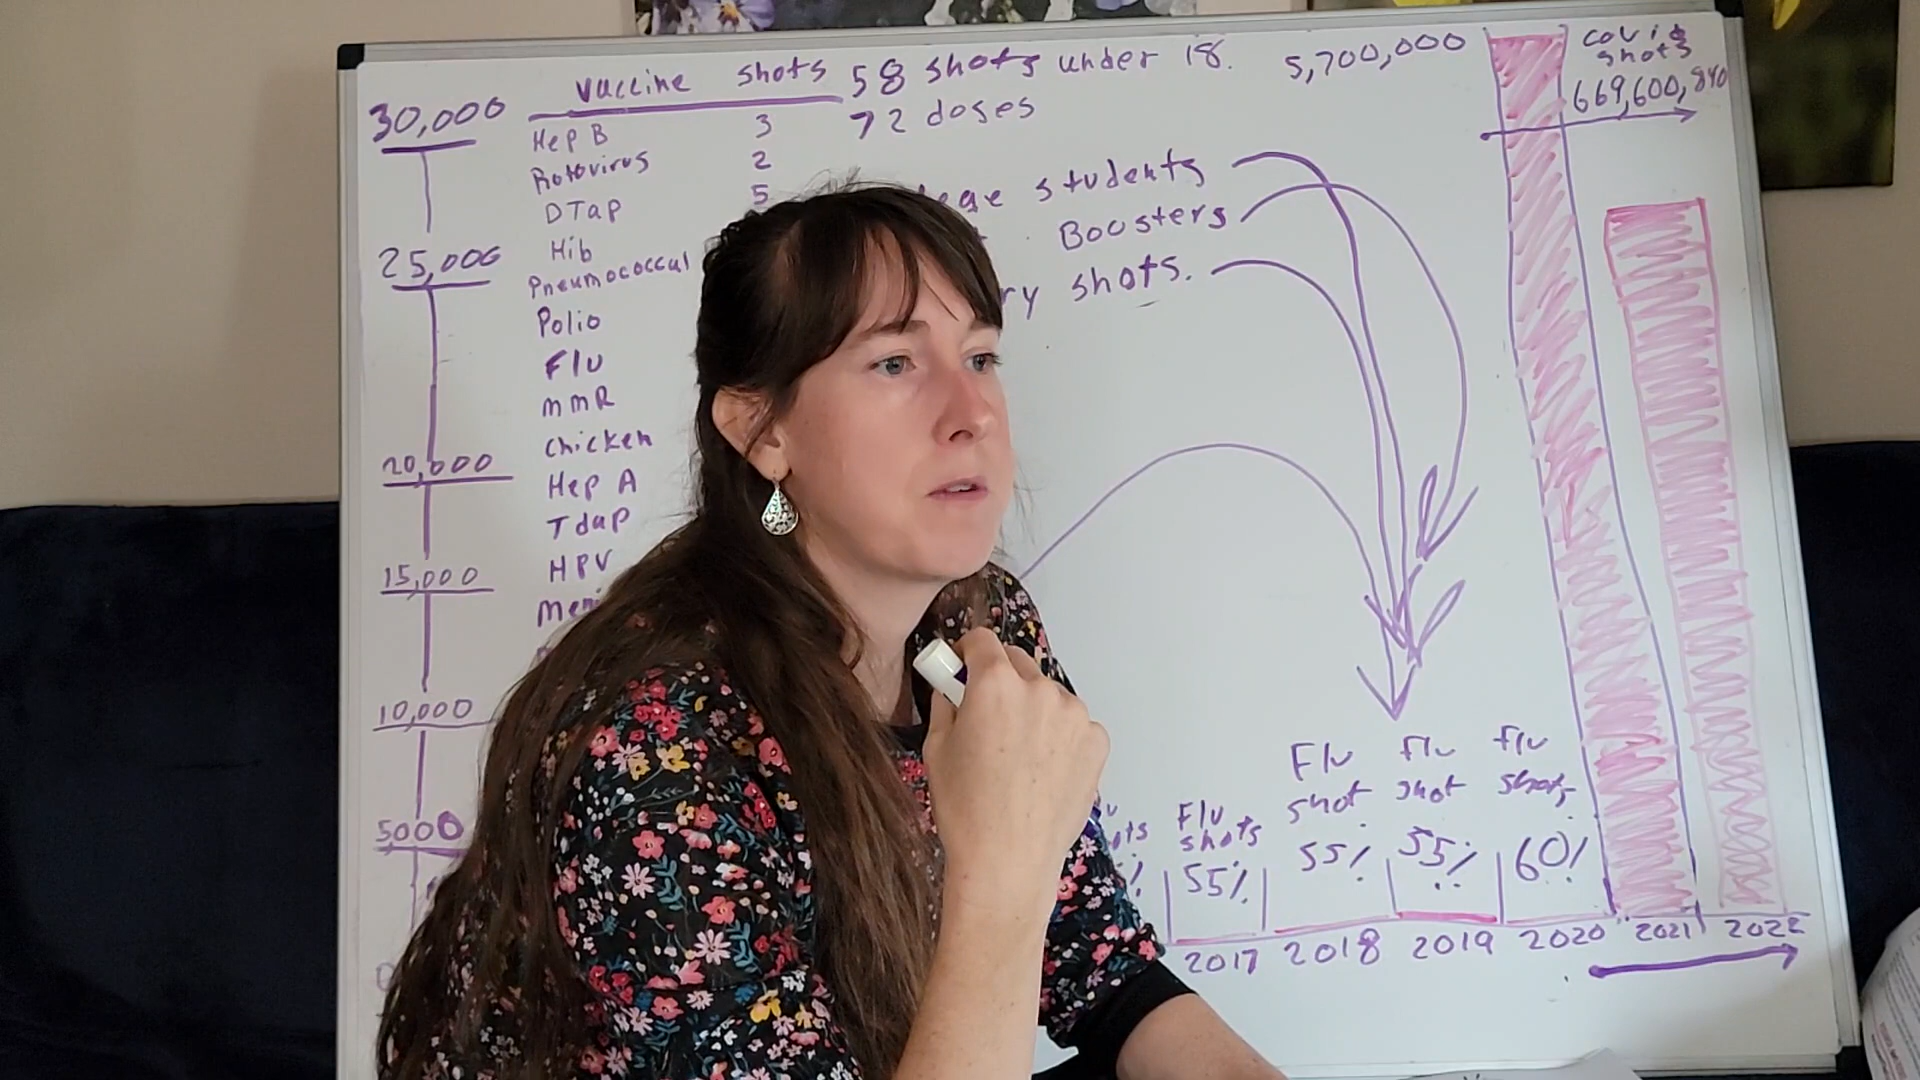 vaccine shots 58 shots under 18.
72 doses
5,700,000
covid
shots
669,600,840
30,000
25,000
20,000
15,000
10,000
5000
Hep B 3
Rotovirus 2
DTap 5
Hib
Pneumococcal
Polio
Flu
MMR
Chicken
Hep A
Tdap
HPV
students
Boosters
shots.
Flu
shots
55%
Flu
shot
55%
flu
shot
55%
flu
shots
60%
2017 2018 2019 2020 2021 2022